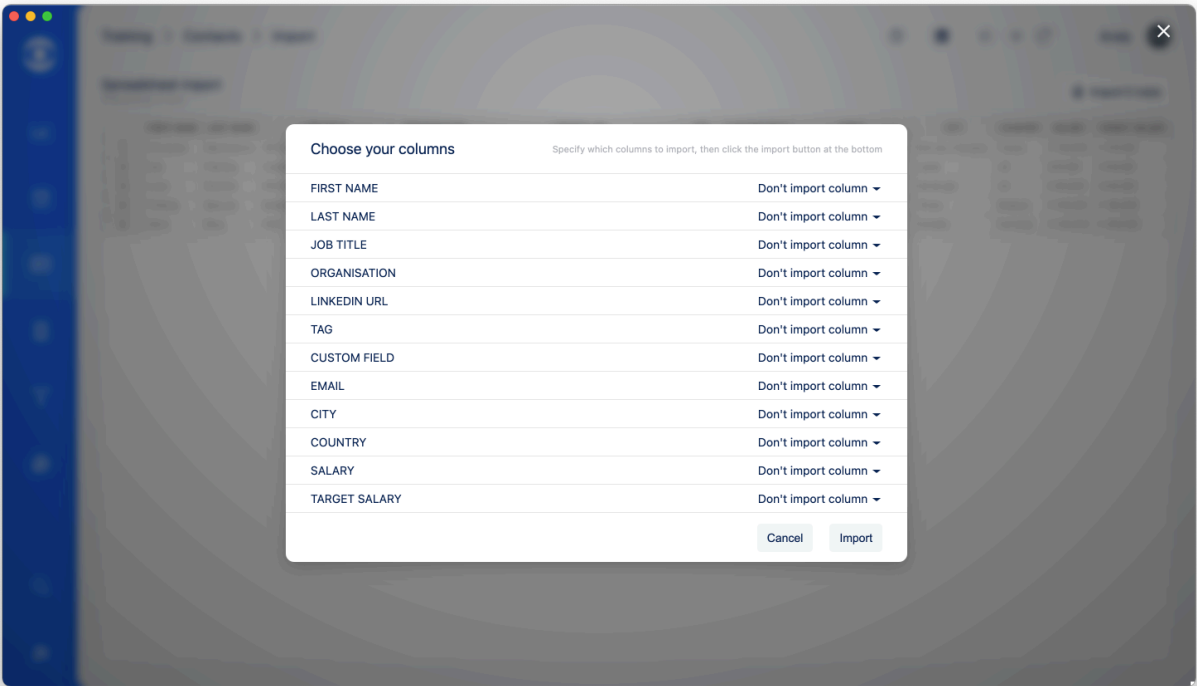 Choose your columns
Specify which columns to import, then click the import button at the bottom
FIRST NAME Don't import column
LAST NAME Don't import column
JOB TITLE Don't import column
ORGANISATION Don't import column
LINKEDIN URL Don't import column
TAG Don't import column
CUSTOM FIELD Don't import column
EMAIL Don't import column
CITY Don't import column
COUNTRY Don't import column
SALARY Don't import column
TARGET SALARY Don't import column
Cancel Import